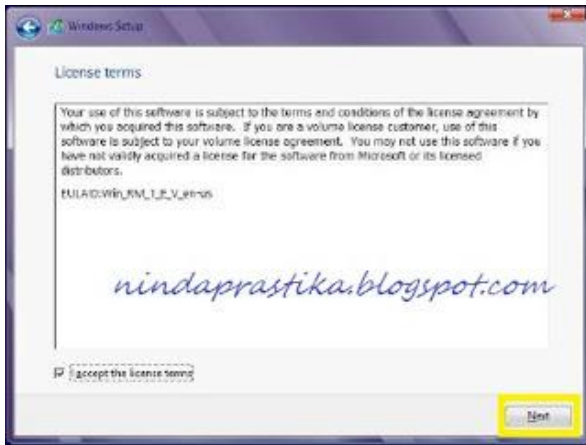 Windows Setup
License terms
Your use of this software is subject to the terms and conditions of the license agreement by
which you acquired this software. If you are a volume license customer, use of this
software is subject to your volume license agreement. You may not use this software if you
have not validly acquired a license for the software from Microsoft or its licensed
distributors.
EULAID:Win_RM_1_E_V_en-us
nindaprastika.blogspot.com
I accept the license terms
Next